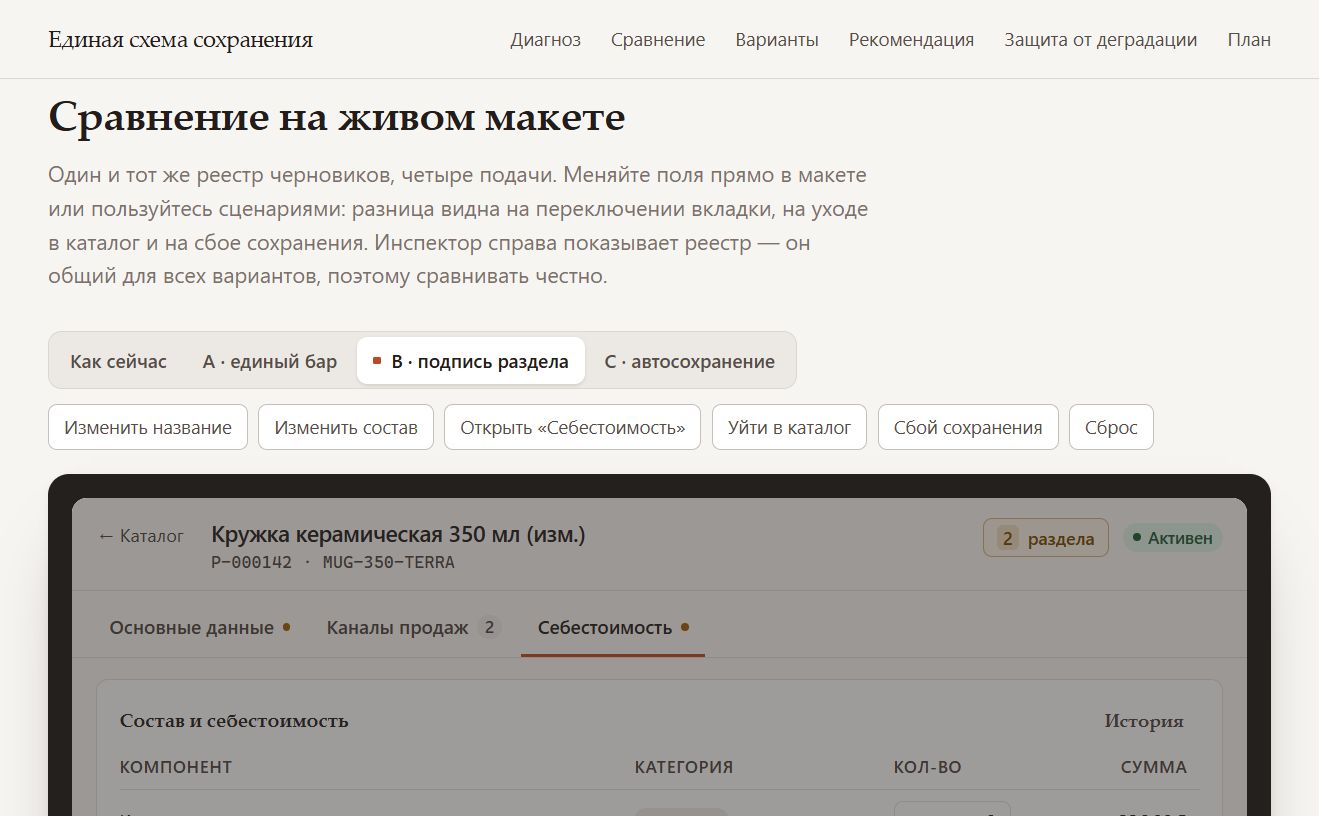 Единая схема сохранения
Диагноз Сравнение Варианты Рекомендация Защита от деградации План
Сравнение на живом макете
Один и тот же реестр черновиков, четыре подачи. Меняйте поля прямо в макете
или пользуйтесь сценариями: разница видна на переключении вкладки, на уходе
в каталог и на сбое сохранения. Инспектор справа показывает реестр — он
общий для всех вариантов, поэтому сравнивать честно.
Как сейчас A · единый бар B · подпись раздела C · автосохранение
Изменить название Изменить состав Открыть «Себестоимость» Уйти в каталог Сбой сохранения Сброс
← Каталог Кружка керамическая 350 мл (изм.) 2 раздела Активен
P-000142 · MUG-350-TERRA
Основные данные Каналы продаж 2 Себестоимость
Состав и себестоимость История
КОМПОНЕНТ КАТЕГОРИЯ КОЛ-ВО СУММА